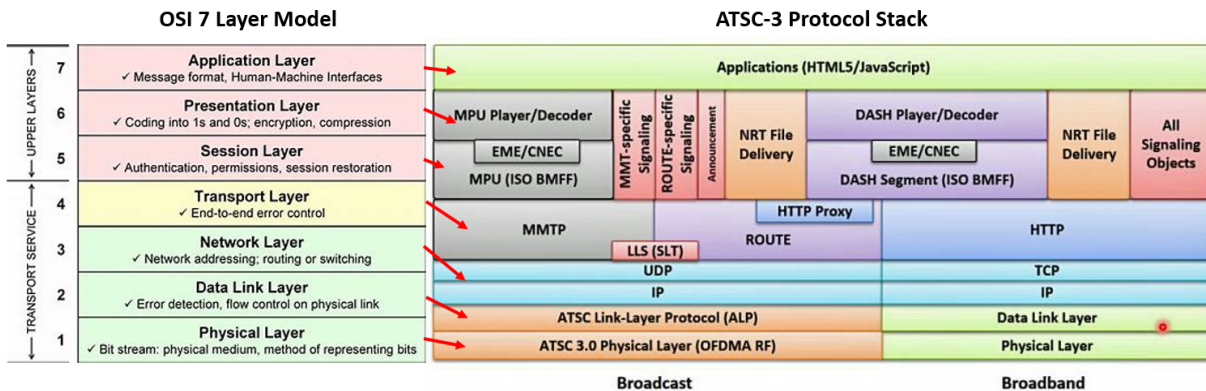 OSI 7 Layer Model
ATSC-3 Protocol Stack
UPPER LAYERS
TRANSPORT SERVICE
7
Application Layer
✓ Message format, Human-Machine Interfaces
6
Presentation Layer
✓ Coding into 1s and 0s; encryption, compression
5
Session Layer
✓ Authentication, permissions, session restoration
4
Transport Layer
✓ End-to-end error control
3
Network Layer
✓ Network addressing; routing or switching
2
Data Link Layer
✓ Error detection, flow control on physical link
1
Physical Layer
✓ Bit stream: physical medium, method of representing bits
Applications (HTML5/JavaScript)
MPU Player/Decoder
EME/CNEC
MPU (ISO BMFF)
MMT-specific
Signaling
ROUTE-specific
Signaling
Announcement
NRT File
Delivery
DASH Player/Decoder
EME/CNEC
DASH Segment (ISO BMFF)
NRT File
Delivery
All
Signaling
Objects
MMTP
LLS (SLT)
ROUTE
HTTP Proxy
HTTP
UDP
TCP
IP
IP
ATSC Link-Layer Protocol (ALP)
Data Link Layer
ATSC 3.0 Physical Layer (OFDMA RF)
Physical Layer
Broadcast
Broadband